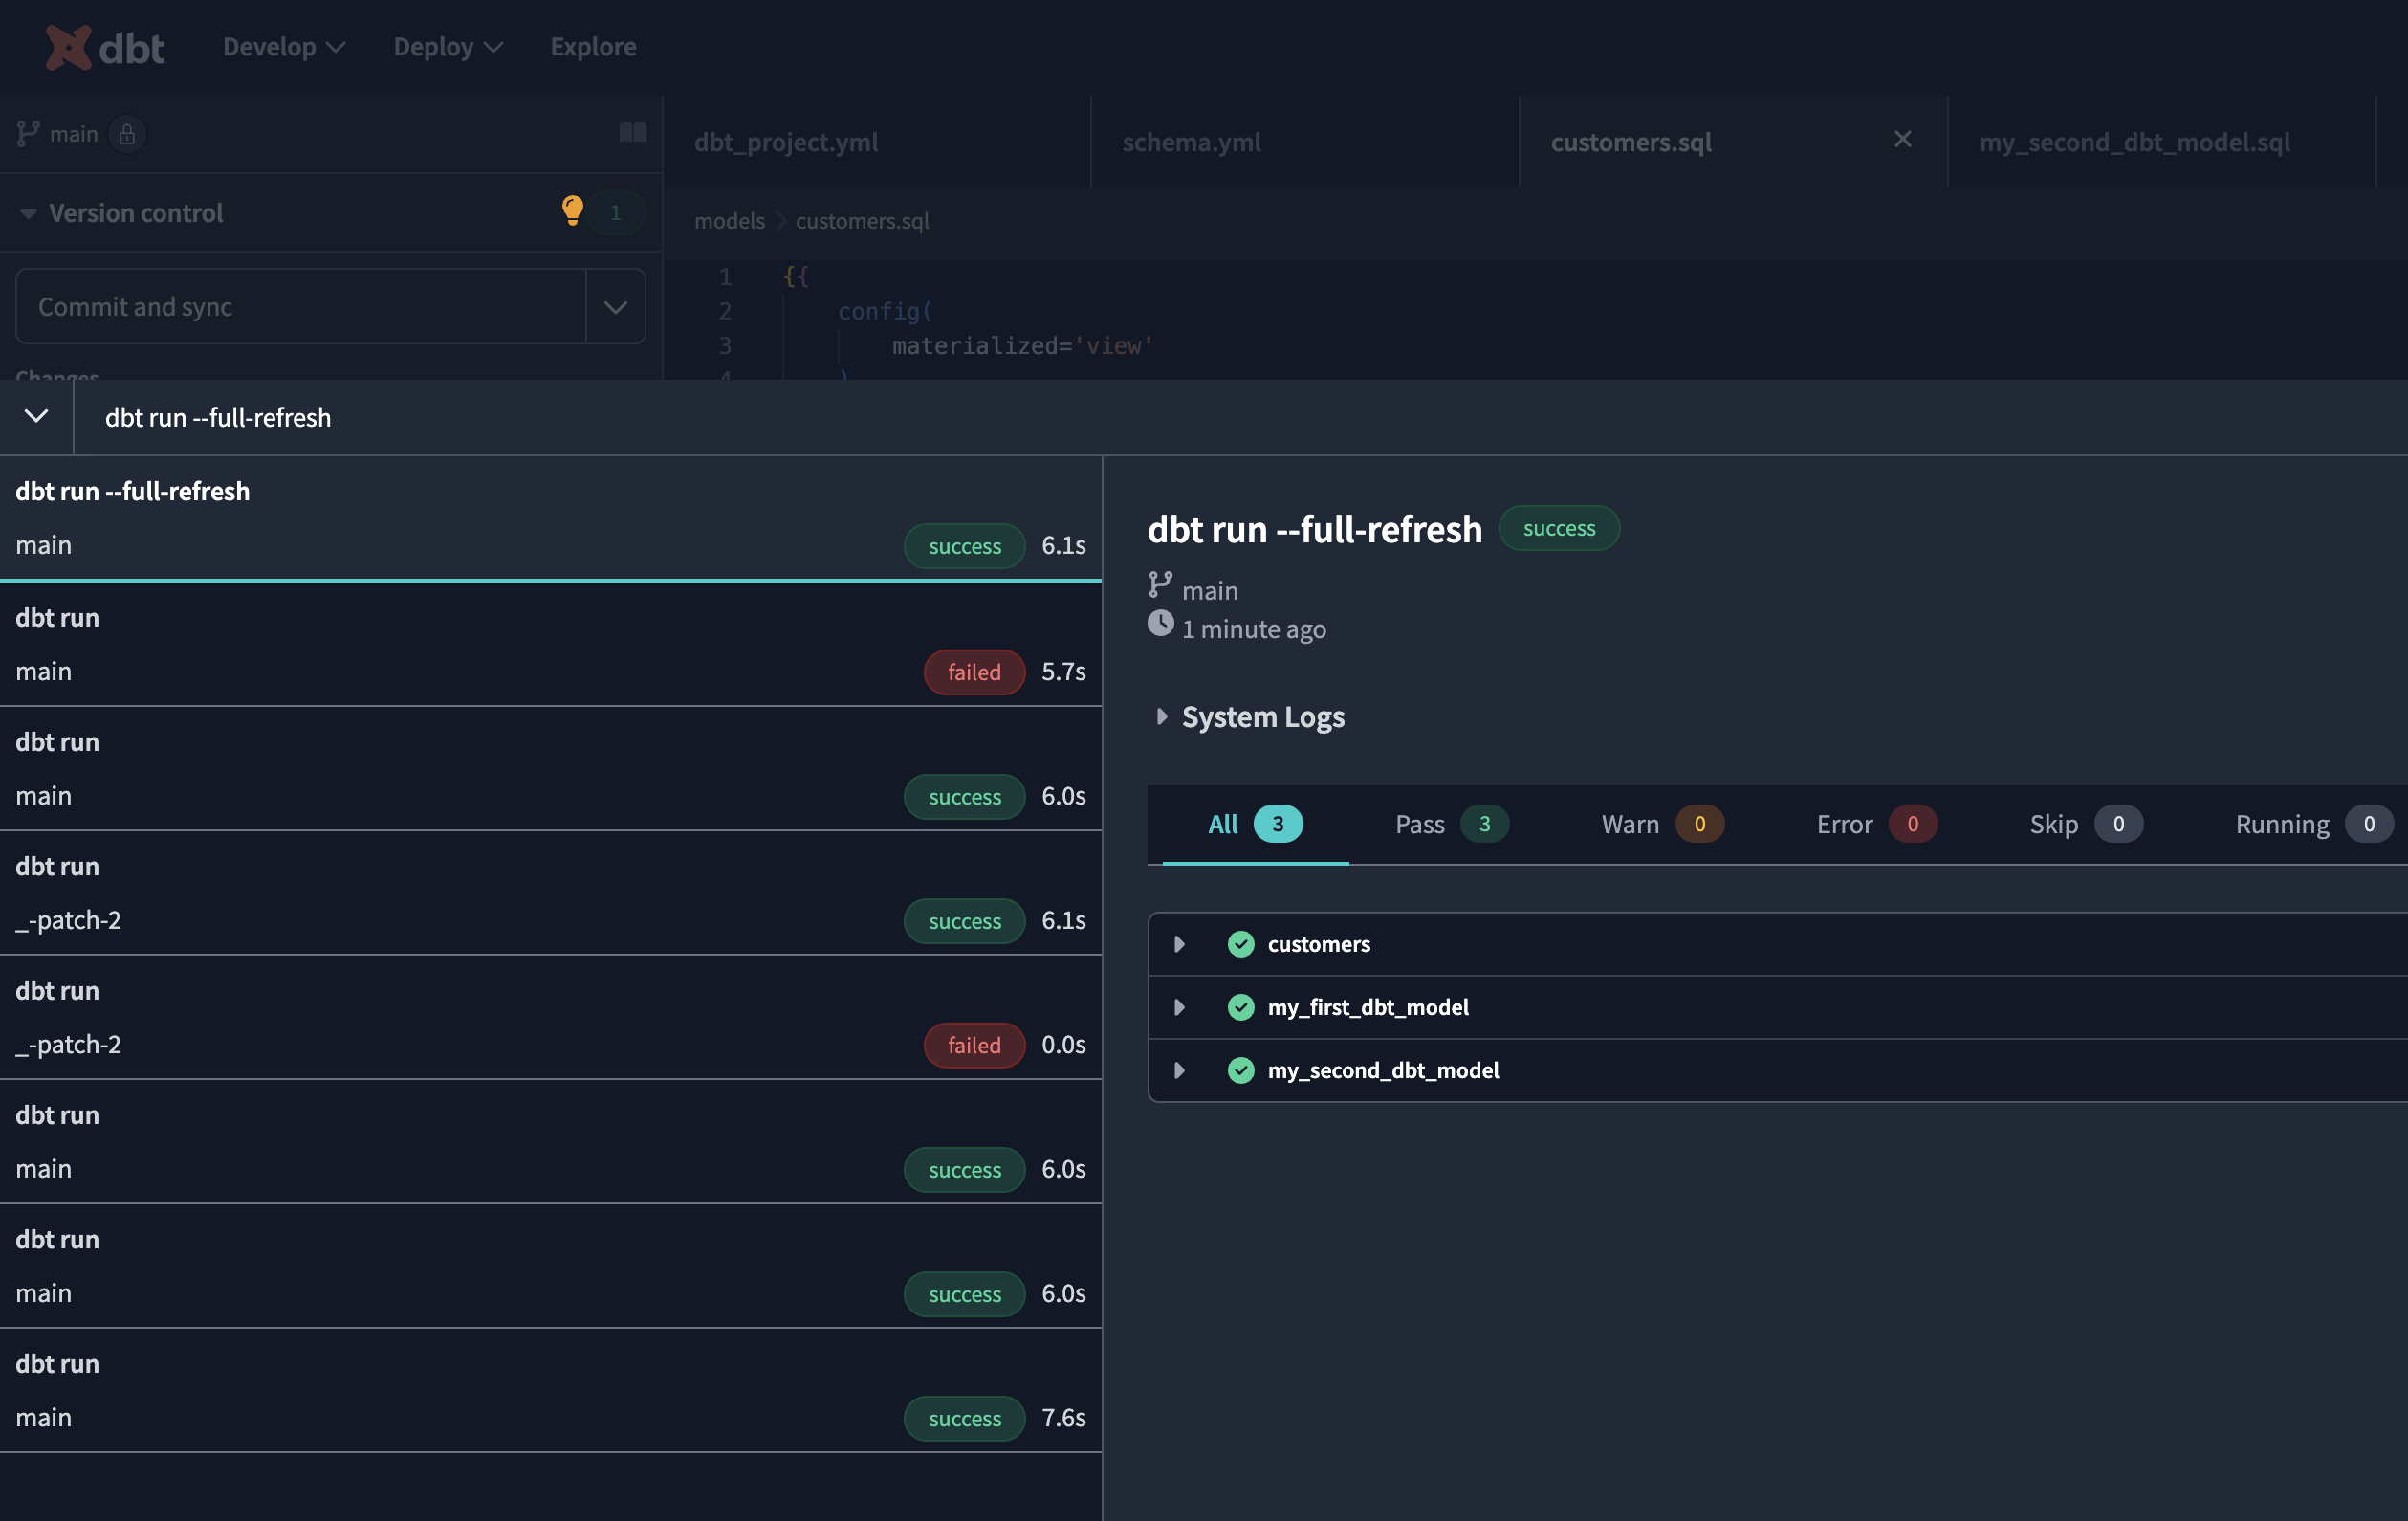 dbt Develop Deploy Explore
main
Version control 1
Commit and sync
Changes
dbt_project.yml schema.yml customers.sql my_second_dbt_model.sql
models customers.sql
1 {{
2 config(
3 materialized='view'
4 )
dbt run --full-refresh
dbt run --full-refresh
main success 6.1s
dbt run
main failed 5.7s
dbt run
main success 6.0s
dbt run
_-patch-2 success 6.1s
dbt run
_-patch-2 failed 0.0s
dbt run
main success 6.0s
dbt run
main success 6.0s
dbt run
main success 7.6s
dbt run --full-refresh success
main
1 minute ago
System Logs
All 3 Pass 3 Warn 0 Error 0 Skip 0 Running 0
customers
my_first_dbt_model
my_second_dbt_model